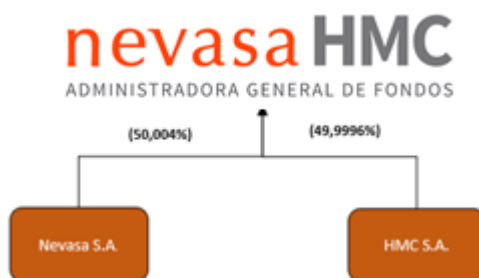 nevasa HMC
ADMINISTRADORA GENERAL DE FONDOS
(50,004%) (49,9996%)
Nevasa S.A. HMC S.A.